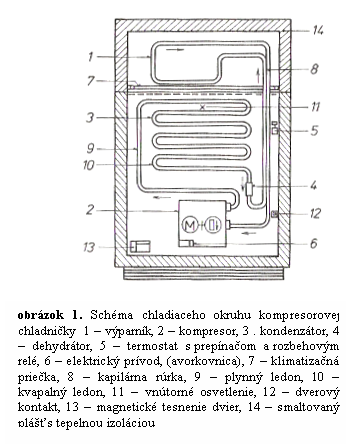 14
1
8
7
3
11
5
9
10
4
2
M
12
13
6
obrázok 1. Schéma chladiaceho okruhu kompresorovej
chladničky 1 – výparník, 2 – kompresor, 3 . kondenzátor, 4
– dehydrátor, 5 – termostat s prepínačom a rozbehovým
relé, 6 – elektrický prívod, (avorkovnica), 7 – klimatizačná
priečka, 8 – kapilárna rúrka, 9 – plynný ledon, 10 –
kvapalný ledon, 11 – vnútorné osvetlenie, 12 – dverový
kontakt, 13 – magnetické tesnenie dvier, 14 – smaltovaný
plášť s tepelnou izoláciou